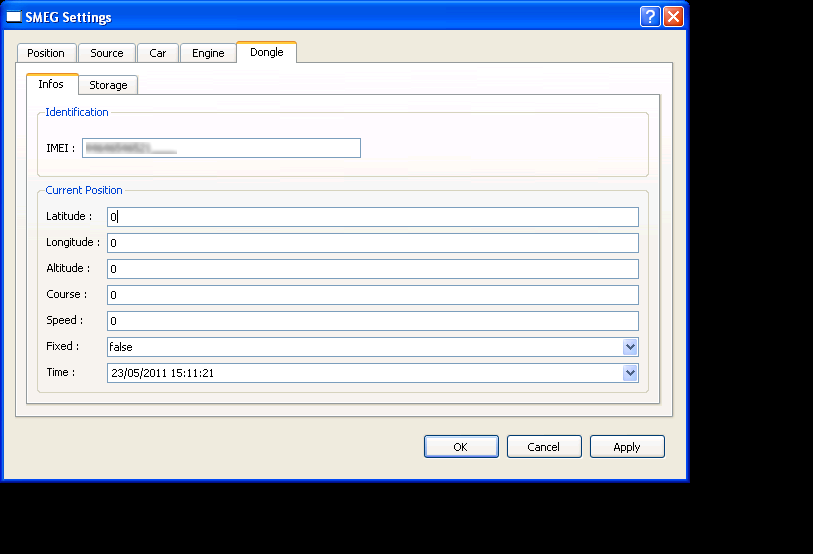 SMEG Settings
Position Source Car Engine Dongle
Infos Storage
Identification
IMEI :
Current Position
Latitude : 0
Longitude : 0
Altitude : 0
Course : 0
Speed : 0
Fixed : false
Time : 23/05/2011 15:11:21
OK Cancel Apply